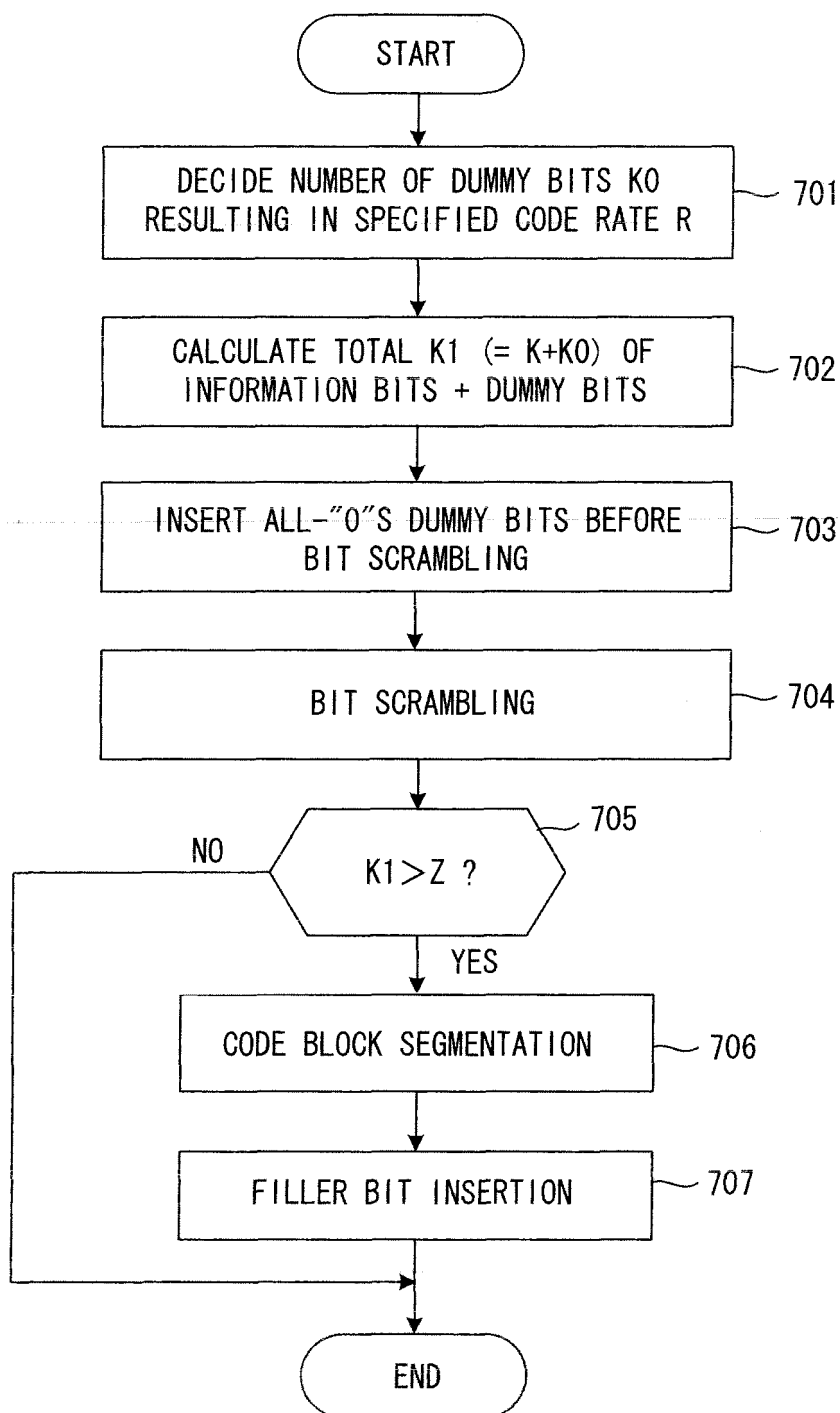 START
DECIDE NUMBER OF DUMMY BITS K0
RESULTING IN SPECIFIED CODE RATE R
701
CALCULATE TOTAL K1 (= K+K0) OF
INFORMATION BITS + DUMMY BITS
702
INSERT ALL-"0"S DUMMY BITS BEFORE
BIT SCRAMBLING
703
BIT SCRAMBLING
704
705
NO
K1>Z ?
YES
CODE BLOCK SEGMENTATION
706
FILLER BIT INSERTION
707
END